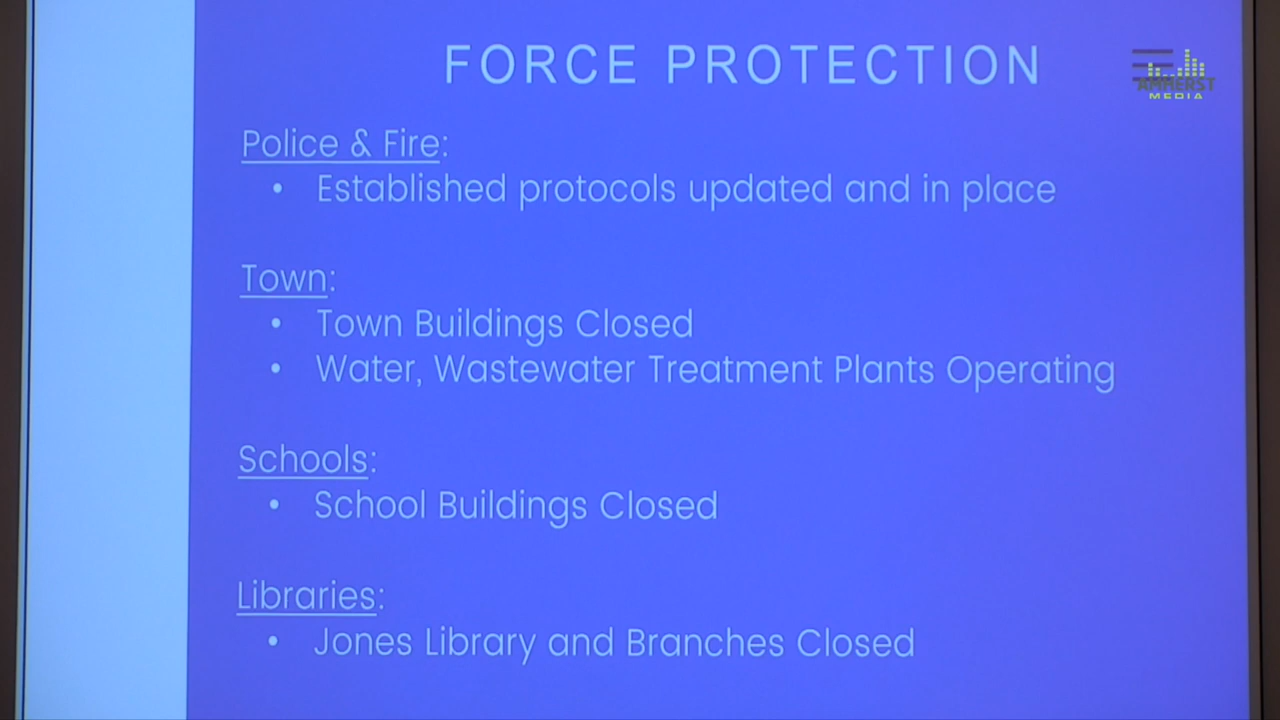 FORCE PROTECTION
AMHERST
MEDIA
Police & Fire:
• Established protocols updated and in place
Town:
• Town Buildings Closed
• Water, Wastewater Treatment Plants Operating
Schools:
• School Buildings Closed
Libraries:
• Jones Library and Branches Closed